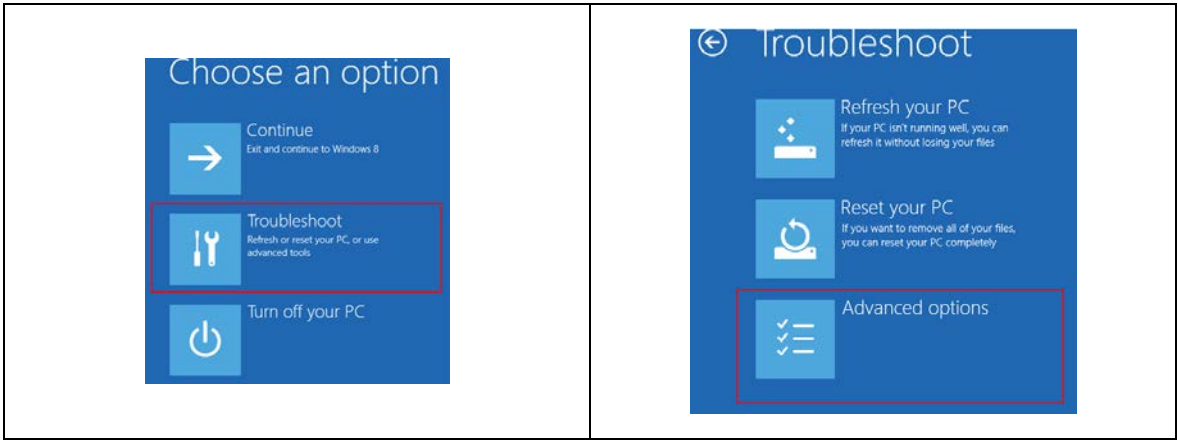 Choose an option
Continue
Exit and continue to Windows 8
Troubleshoot
Refresh or reset your PC, or use
advanced tools
Turn off your PC
Troubleshoot
Refresh your PC
If your PC isn't running well, you can
refresh it without losing your files
Reset your PC
If you want to remove all of your files,
you can reset your PC completely
Advanced options